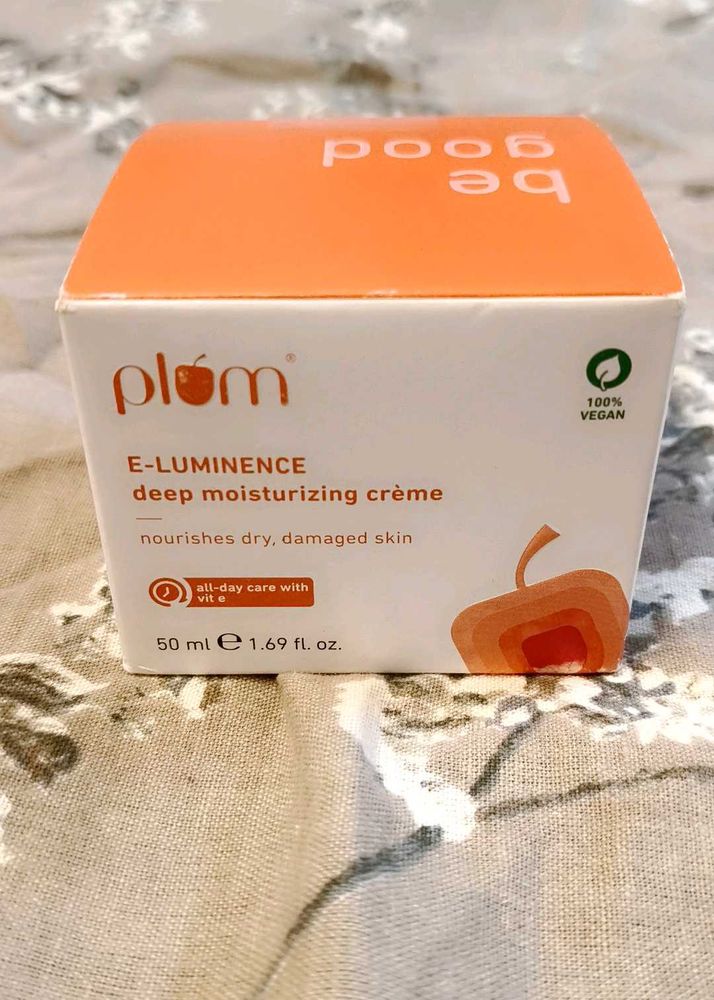 be
good
plum®
100%
VEGAN
E-LUMINENCE
deep moisturizing crème
nourishes dry, damaged skin
all-day care with
vit e
50 ml ℮ 1.69 fl. oz.